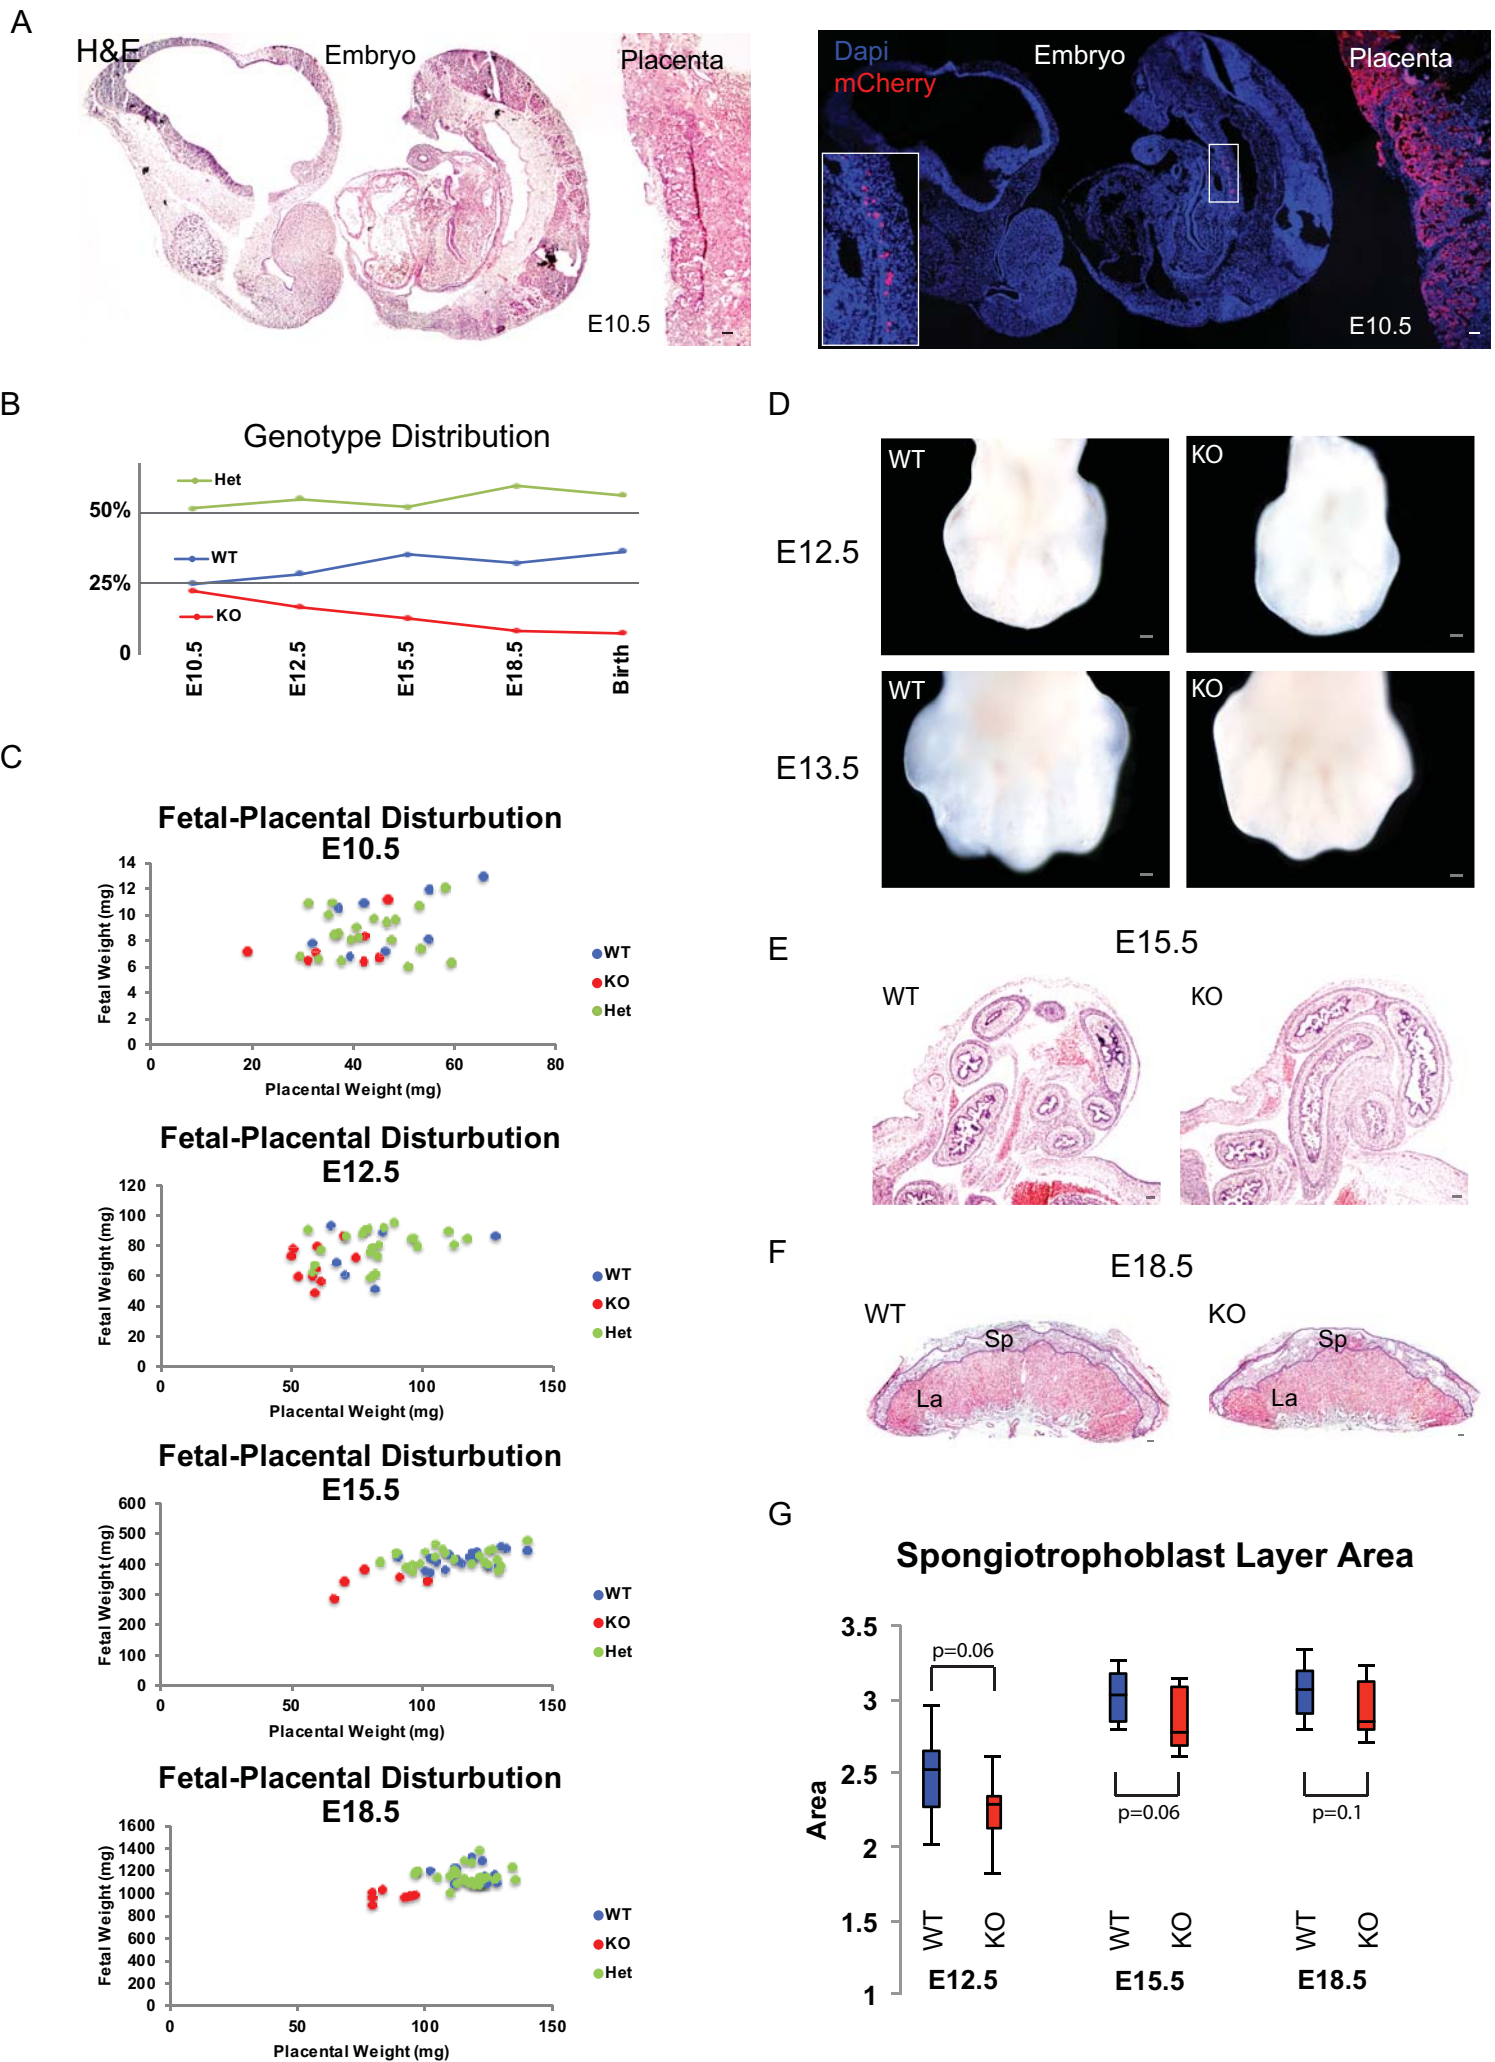 A
H&E
Embryo
Placenta
E10.5
Dapi
mCherry
Embryo
Placenta
E10.5
B
Genotype Distribution
Het
50%
WT
25%
KO
0
E10.5
E12.5
E15.5
E18.5
Birth
C
Fetal-Placental Disturbution
E10.5
Fetal Weight (mg)
14
12
10
8
6
4
2
0
0
20
40
60
80
Placental Weight (mg)
WT
KO
Het
Fetal-Placental Disturbution
E12.5
Fetal Weight (mg)
120
100
80
60
40
20
0
0
50
100
150
Placental Weight (mg)
WT
KO
Het
Fetal-Placental Disturbution
E15.5
Fetal Weight (mg)
600
500
400
300
200
100
0
0
50
100
150
Placental Weight (mg)
WT
KO
Het
Fetal-Placental Disturbution
E18.5
Fetal Weight (mg)
1600
1400
1200
1000
800
600
400
200
0
0
50
100
150
Placental Weight (mg)
WT
KO
Het
D
WT
KO
E12.5
WT
KO
E13.5
E
E15.5
WT
KO
F
E18.5
WT
Sp
La
KO
Sp
La
G
Spongiotrophoblast Layer Area
Area
3.5
3
2.5
2
1.5
1
p=0.06
p=0.06
p=0.1
WT
KO
WT
KO
WT
KO
E12.5
E15.5
E18.5